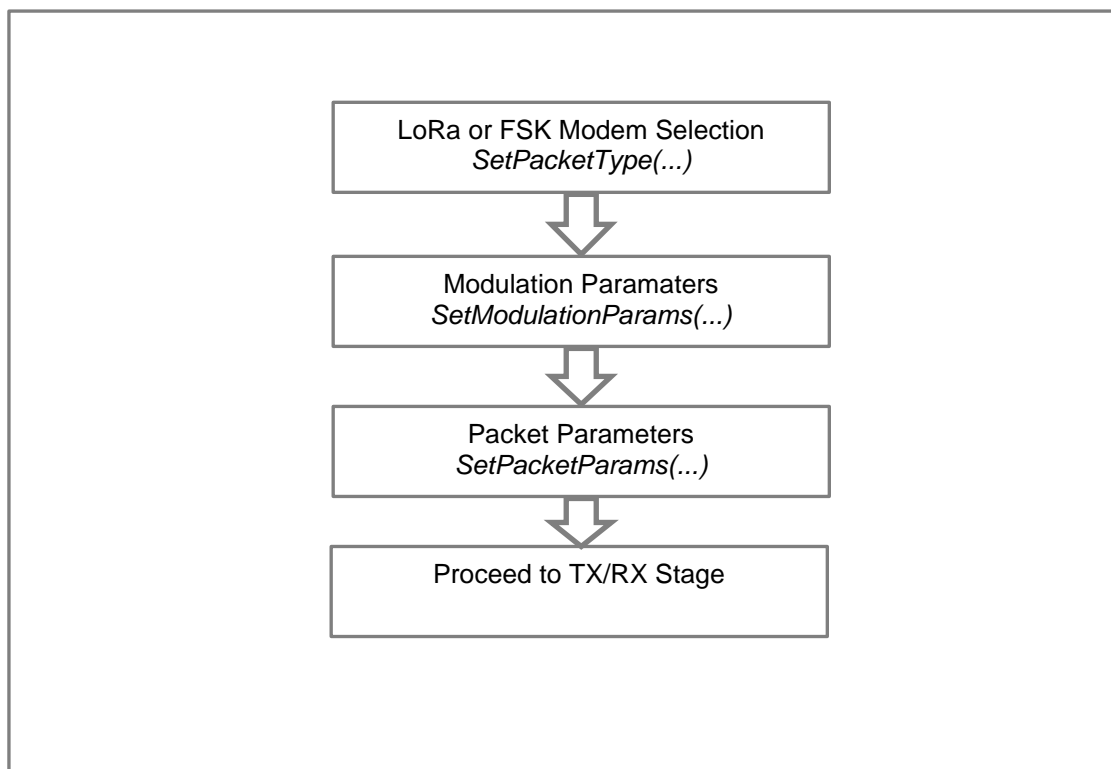 LoRa or FSK Modem Selection
SetPacketType(...)
Modulation Paramaters
SetModulationParams(...)
Packet Parameters
SetPacketParams(...)
Proceed to TX/RX Stage